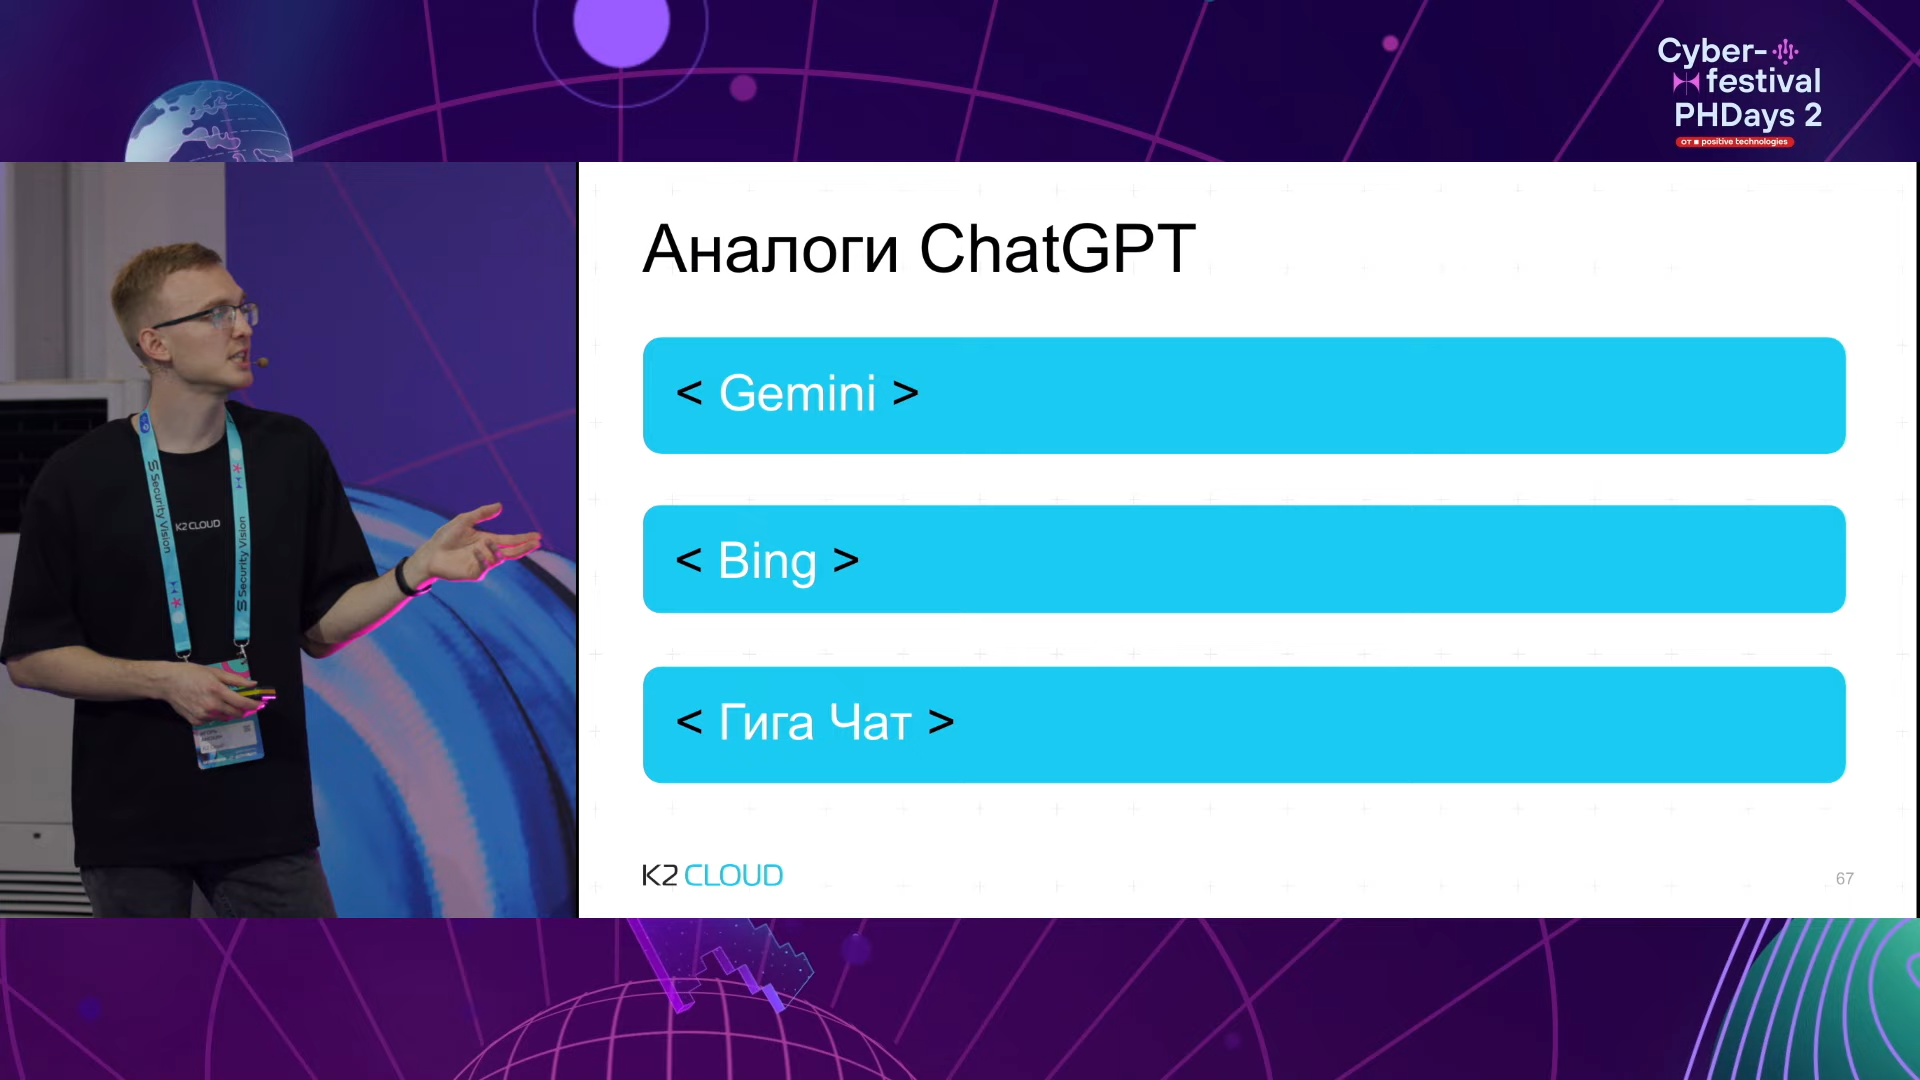 Cyber-
festival
PHDays 2
от positive technologies
Аналоги ChatGPT
< Gemini >
< Bing >
< Гига Чат >
K2 CLOUD
67
Security Vision
K2 CLOUD
Security Vision
ИГОРЬ